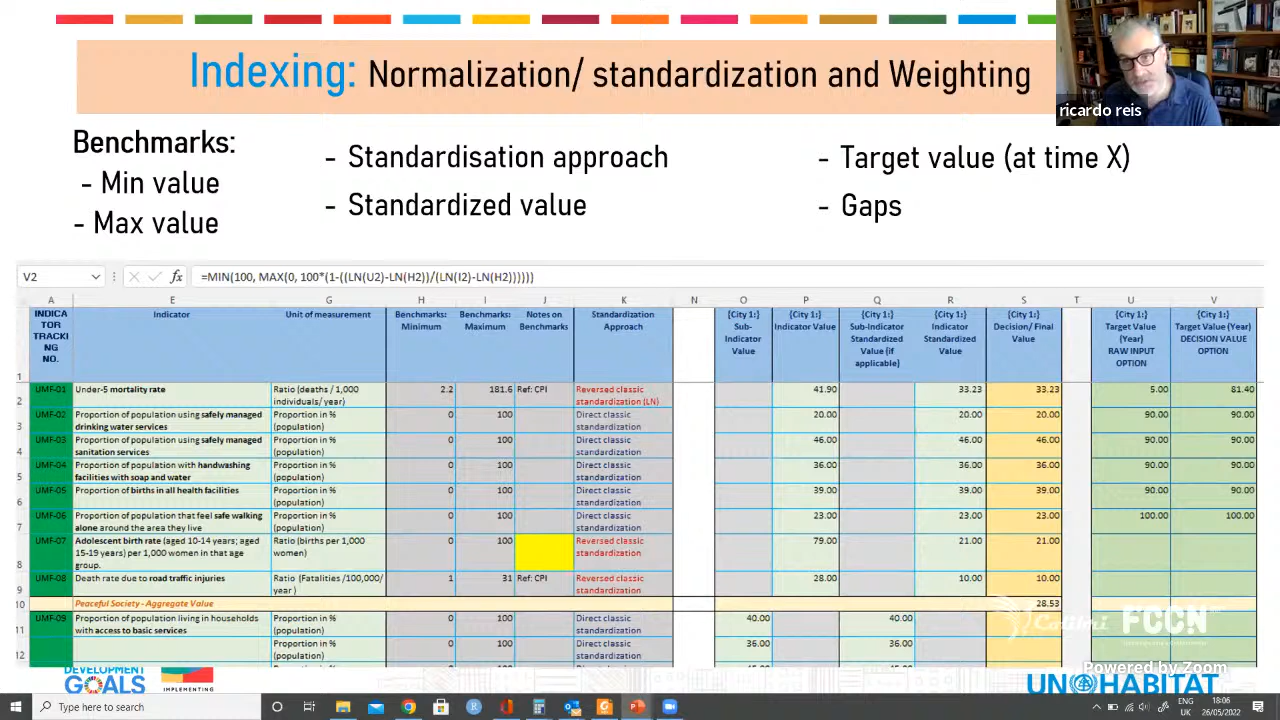 Indexing: Normalization/ standardization and Weighting
ricardo reis
Benchmarks:
- Min value
- Max value
- Standardisation approach
- Standardized value
- Target value (at time X)
- Gaps
V2
fx
=MIN(100, MAX(0, 100*(1-((LN(U2)-LN(H2))/(LN(I2)-LN(H2))))))
A E G H I J K N O P Q R S T U V
1
INDICA
TOR
TRACKI
NG
NO.
Indicator
Unit of measurement
Benchmarks:
Minimum
Benchmarks:
Maximum
Notes on
Benchmarks
Standardization
Approach
{City 1:}
Sub-
Indicator
Value
{City 1:}
Indicator Value
{City 1:}
Sub-Indicator
Standardized
Value (if
applicable)
{City 1:}
Indicator
Standardized
Value
{City 1:}
Decision/ Final
Value
{City 1:}
Target Value
(Year)
RAW INPUT
OPTION
{City 1:}
Target Value (Year)
DECISION VALUE
OPTION
2
UMF-01
Under-5 mortality rate
Ratio (deaths / 1,000
individuals/ year)
2.2 181.6 Ref: CPI
Reversed classic
standardization (LN)
41.90 33.23 33.23 5.00 81.40
3
UMF-02
Proportion of population using safely managed
drinking water services
Proportion in %
(population)
0 100
Direct classic
standardization
20.00 20.00 20.00 90.00 90.00
4
UMF-03
Proportion of population using safely managed
sanitation services
Proportion in %
(population)
0 100
Direct classic
standardization
46.00 46.00 46.00 90.00 90.00
5
UMF-04
Proportion of population with handwashing
facilities with soap and water
Proportion in %
(population)
0 100
Direct classic
standardization
36.00 36.00 36.00 90.00 90.00
6
UMF-05
Proportion of births in all health facilities
Proportion in %
(population)
0 100
Direct classic
standardization
39.00 39.00 39.00 90.00 90.00
7
UMF-06
Proportion of population that feel safe walking
alone around the area they live
Proportion in %
(population)
0 100
Direct classic
standardization
23.00 23.00 23.00 100.00 100.00
8
UMF-07
Adolescent birth rate (aged 10-14 years; aged
15-19 years) per 1,000 women in that age
group.
Ratio (births per 1,000
women)
0 100
Reversed classic
standardization
79.00 21.00 21.00
9
UMF-08
Death rate due to road traffic injuries
Ratio (Fatalities /100,000/
year )
1 31 Ref: CPI
Reversed classic
standardization
28.00 10.00 10.00
10
Peaceful Society - Aggregate Value
28.53
11
UMF-09
Proportion of population living in households
with access to basic services
Proportion in %
(population)
Direct classic
standardization
40.00 40.00
12
Proportion in %
(population)
Direct classic
standardization
36.00 36.00
Colibri FCCN
Powered by Zoom
DEVELOPMENT
GOALS
IMPLEMENTING
UN HABITAT
Type here to search
ENG
UK
18:06
26/05/2022